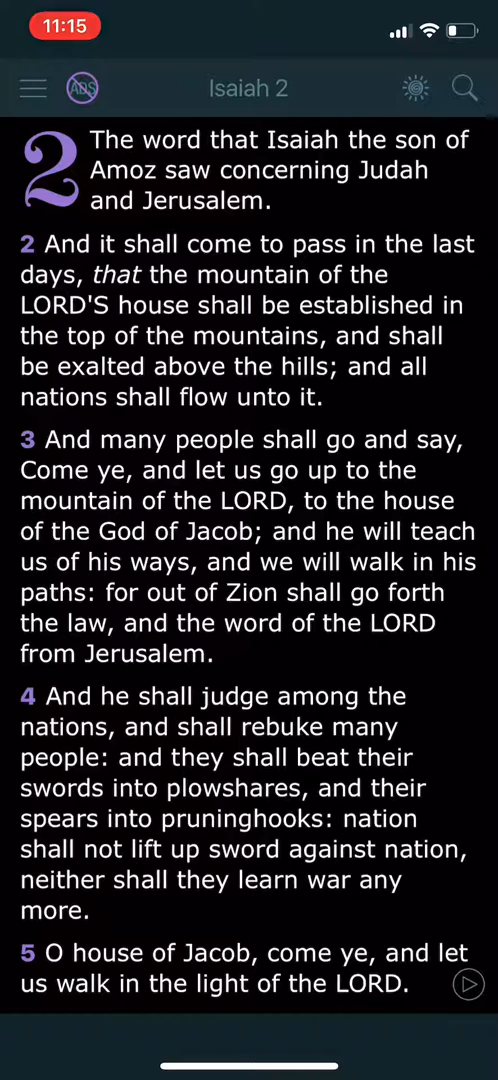 11:15
ADS
Isaiah 2
2 The word that Isaiah the son of
Amoz saw concerning Judah
and Jerusalem.
2 And it shall come to pass in the last
days, that the mountain of the
LORD'S house shall be established in
the top of the mountains, and shall
be exalted above the hills; and all
nations shall flow unto it.
3 And many people shall go and say,
Come ye, and let us go up to the
mountain of the LORD, to the house
of the God of Jacob; and he will teach
us of his ways, and we will walk in his
paths: for out of Zion shall go forth
the law, and the word of the LORD
from Jerusalem.
4 And he shall judge among the
nations, and shall rebuke many
people: and they shall beat their
swords into plowshares, and their
spears into pruninghooks: nation
shall not lift up sword against nation,
neither shall they learn war any
more.
5 O house of Jacob, come ye, and let
us walk in the light of the LORD.